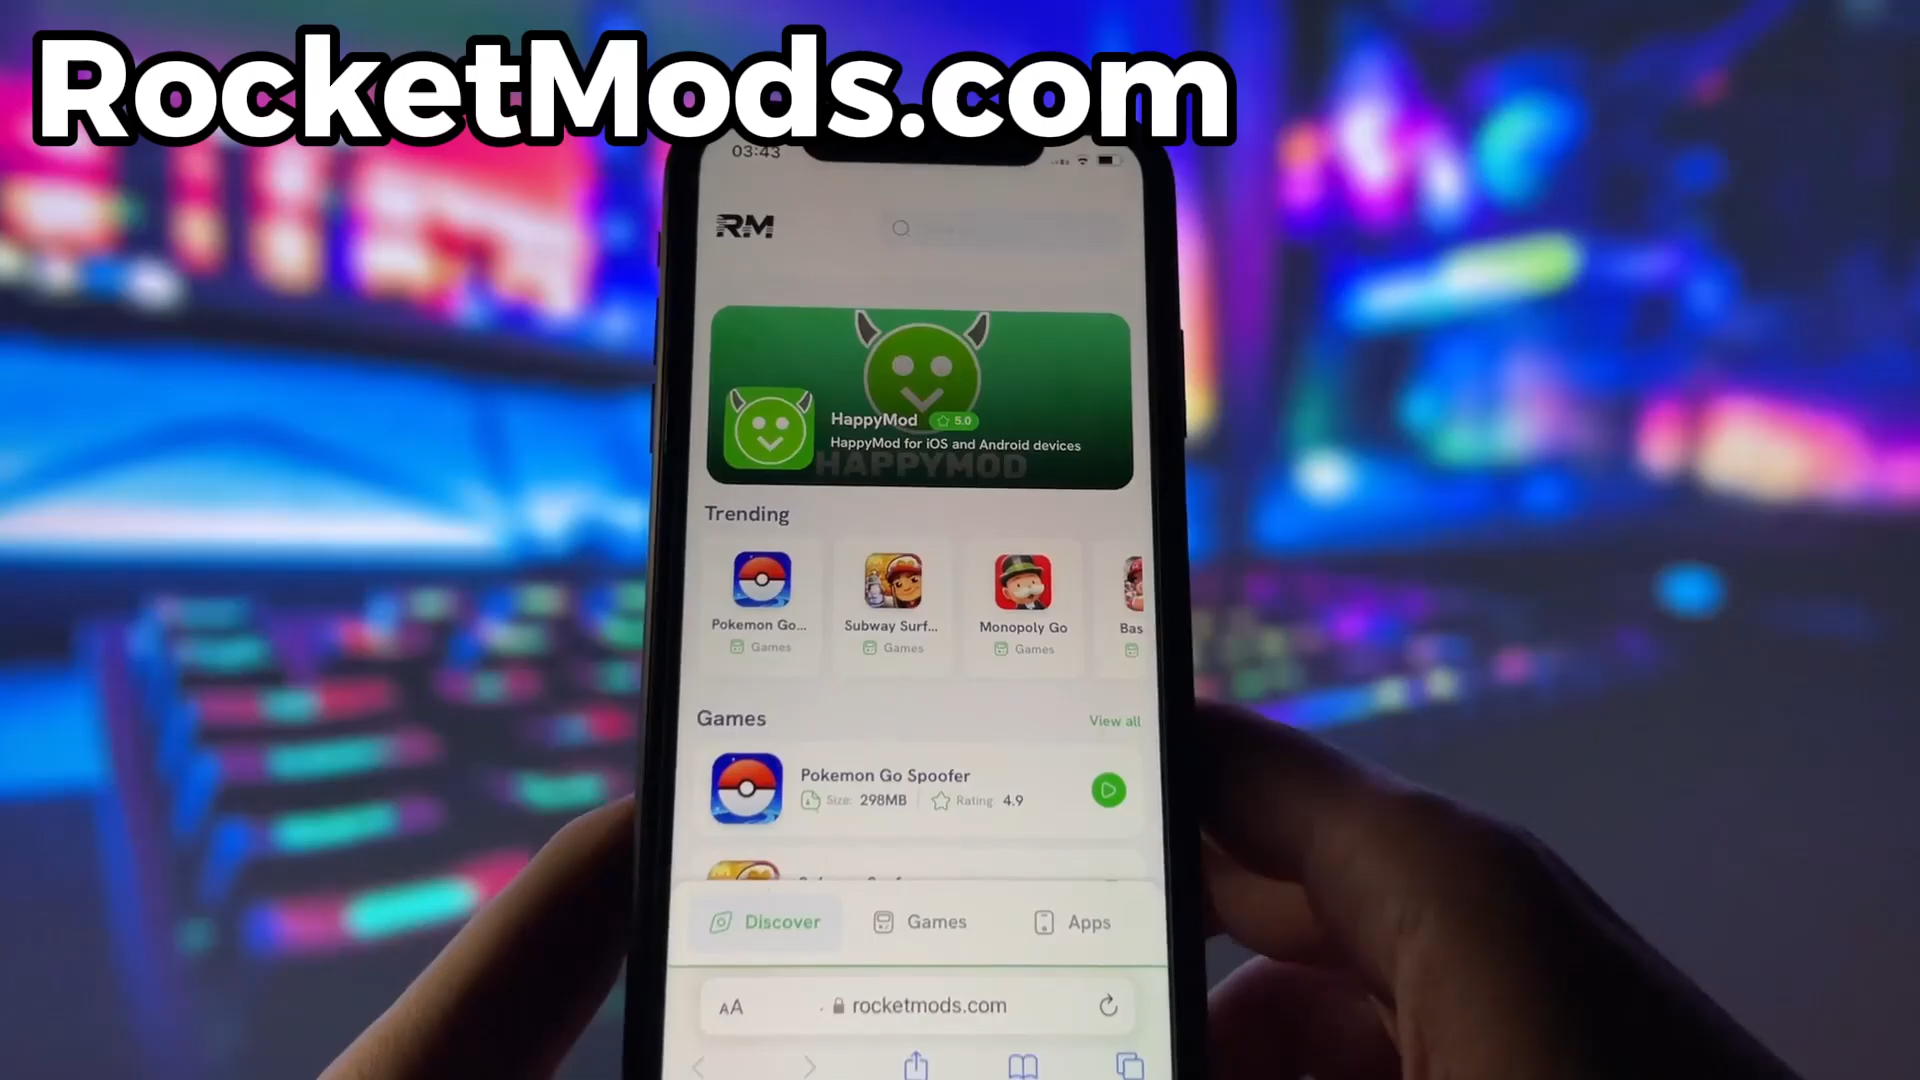 RocketMods.com
03:43
RM
HappyMod 5.0
HappyMod for iOS and Android devices
HAPPYMOD
Trending
Pokemon Go... Subway Surf... Monopoly Go Bas
Games Games Games
Games View all
Pokemon Go Spoofer
Size: 298MB Rating 4.9
Discover Games Apps
AA rocketmods.com